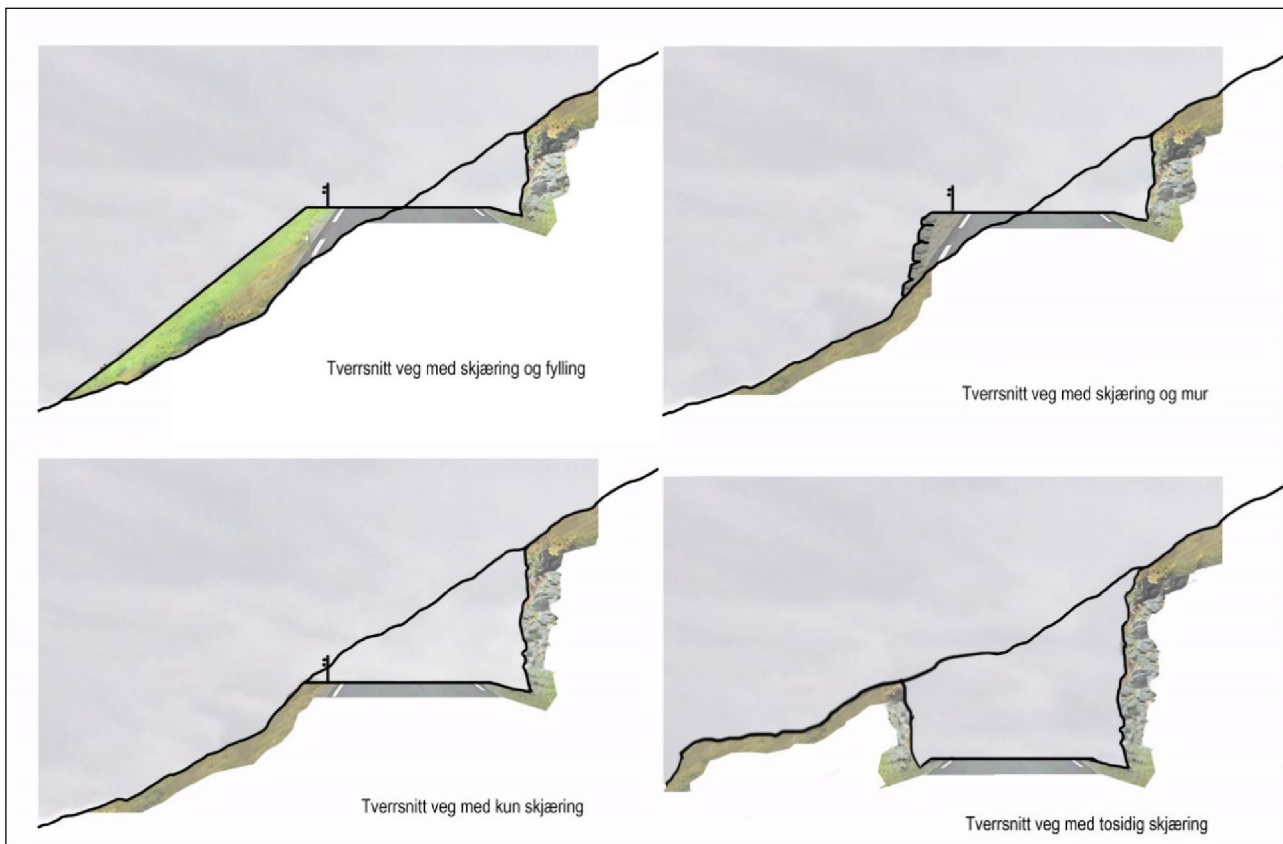 Tverrsnitt veg med skjæring og fylling
Tverrsnitt veg med skjæring og mur
Tverrsnitt veg med kun skjæring
Tverrsnitt veg med tosidig skjæring